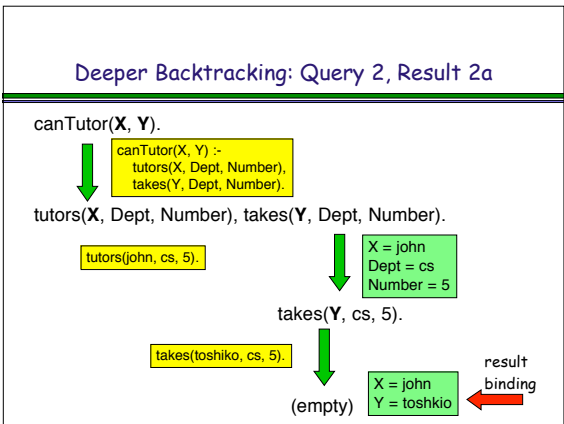 Deeper Backtracking: Query 2, Result 2a
canTutor(X, Y).
canTutor(X, Y) :-
tutors(X, Dept, Number),
takes(Y, Dept, Number).
tutors(X, Dept, Number), takes(Y, Dept, Number).
tutors(john, cs, 5).
X = john
Dept = cs
Number = 5
takes(Y, cs, 5).
takes(toshiko, cs, 5).
(empty)
X = john
Y = toshkio
result
binding